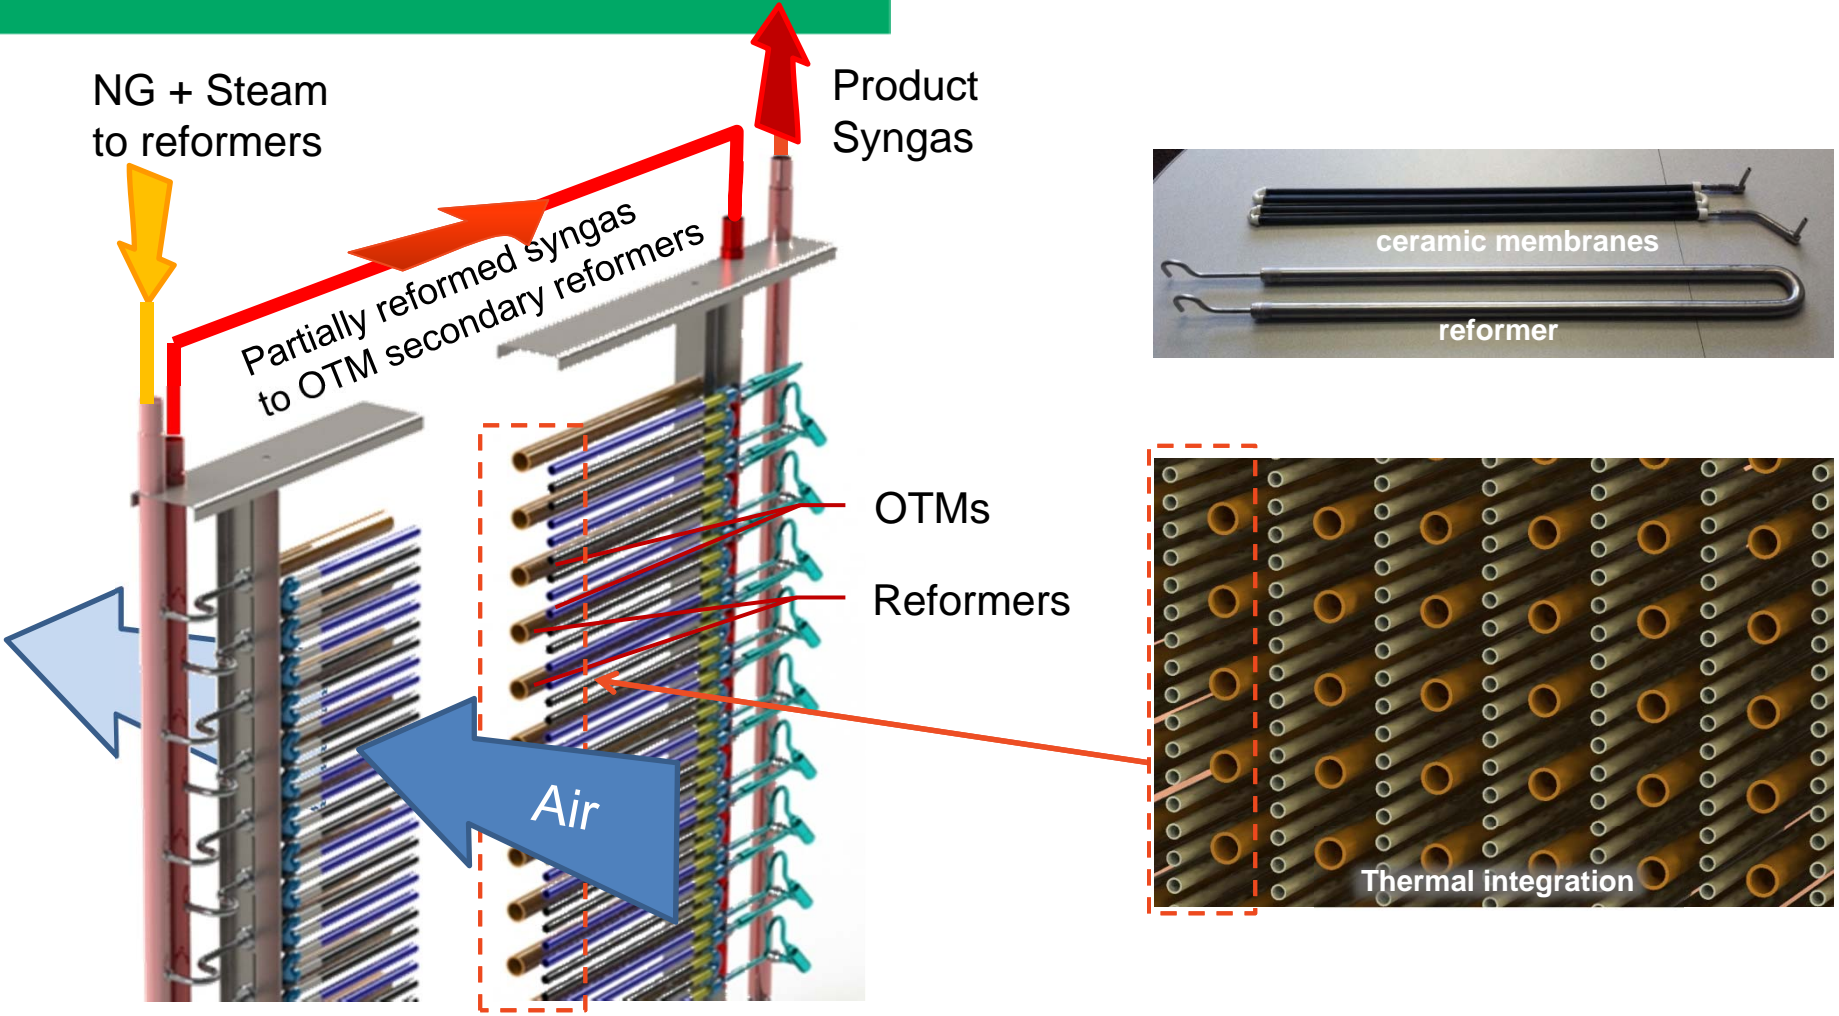 NG + Steam
to reformers
Product
Syngas
Partially reformed syngas
to OTM secondary reformers
OTMs
Reformers
Air
ceramic membranes
reformer
Thermal integration